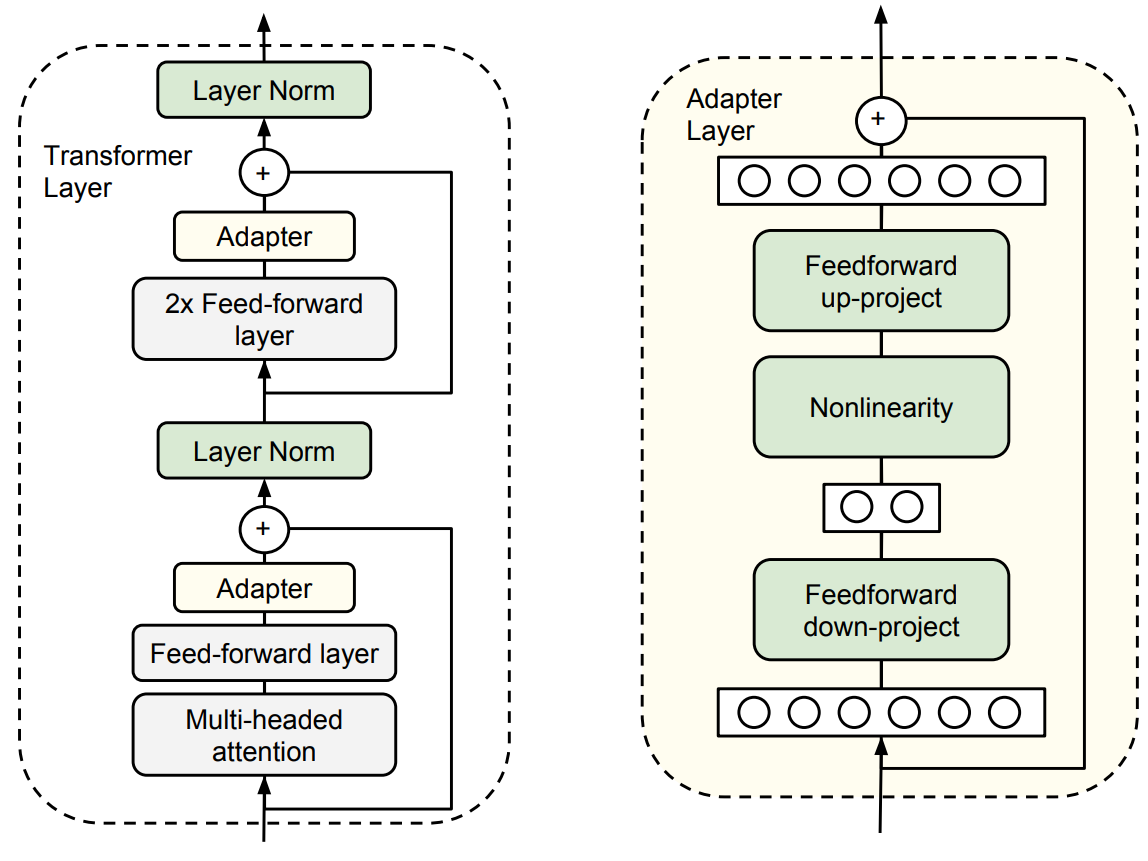 Layer Norm
Transformer
Layer
+
Adapter
2x Feed-forward
layer
Layer Norm
+
Adapter
Feed-forward layer
Multi-headed
attention
Adapter
Layer
+
Feedforward
up-project
Nonlinearity
Feedforward
down-project